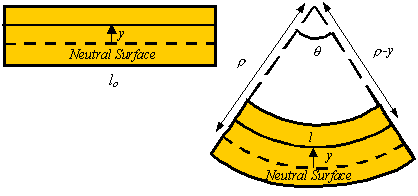 y
Neutral Surface
lo
ρ
θ
ρ-y
l
y
Neutral Surface